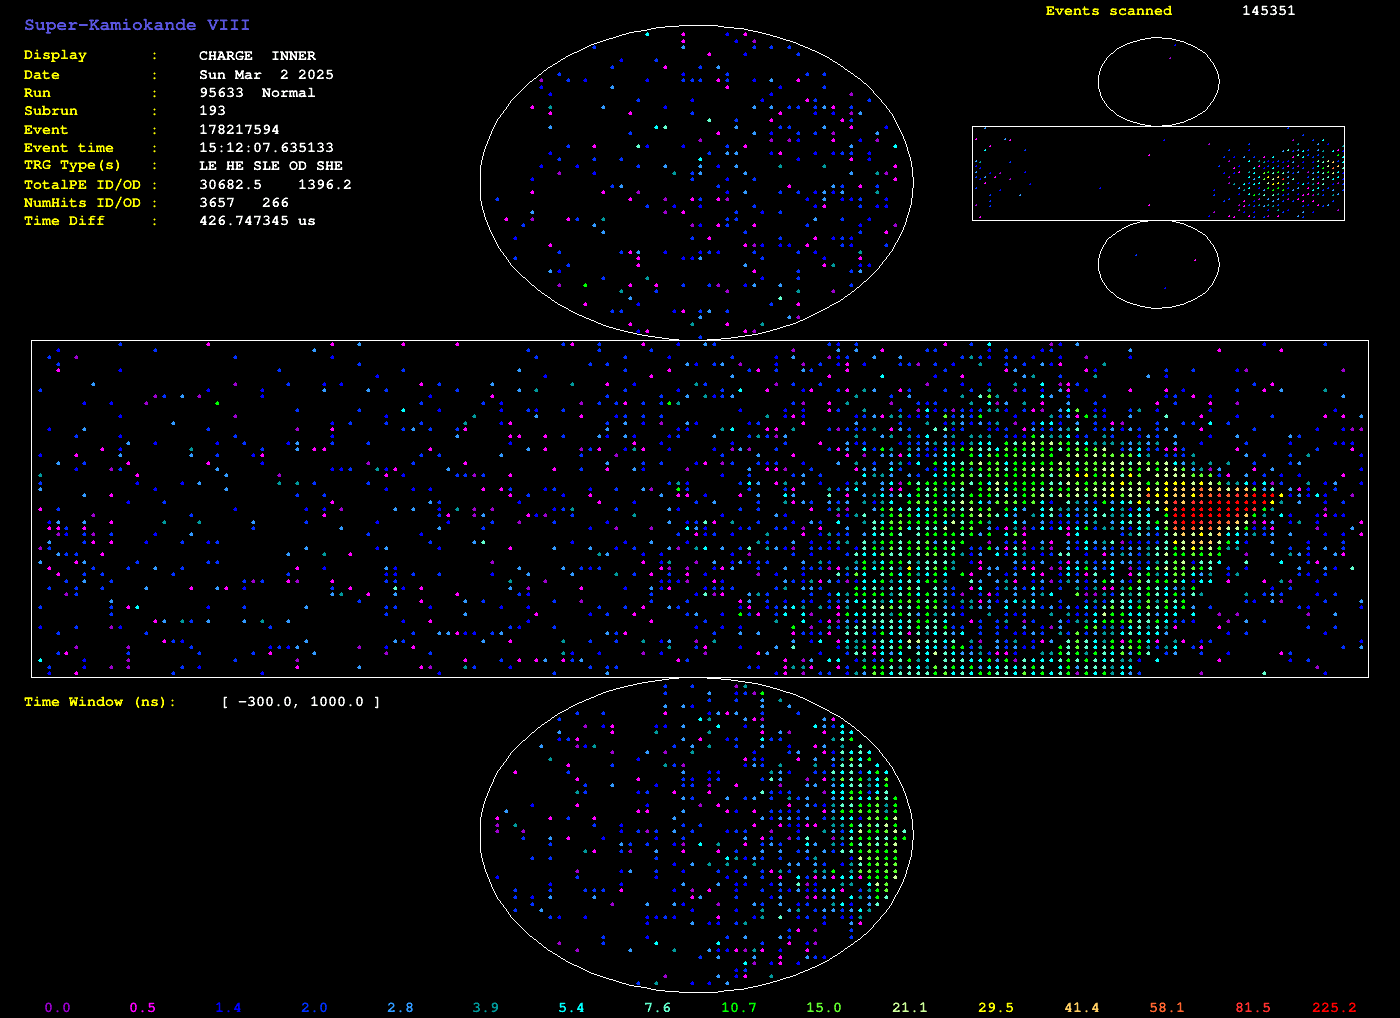 Super-Kamiokande VIII
Events scanned 145351
Display : CHARGE INNER
Date : Sun Mar 2 2025
Run : 95633 Normal
Subrun : 193
Event : 178217594
Event time : 15:12:07.635133
TRG Type(s) : LE HE SLE OD SHE
TotalPE ID/OD : 30682.5 1396.2
NumHits ID/OD : 3657 266
Time Diff : 426.747345 us
Time Window (ns): [ -300.0, 1000.0 ]
0.0 0.5 1.4 2.0 2.8 3.9 5.4 7.6 10.7 15.0 21.1 29.5 41.4 58.1 81.5 225.2